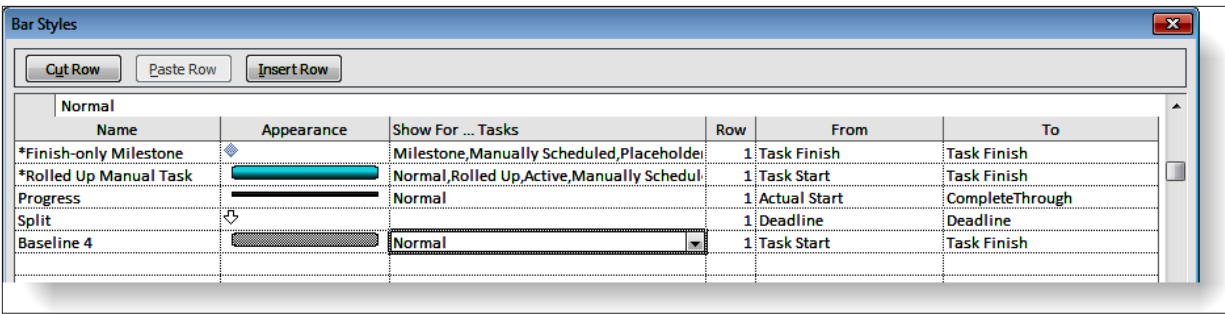 Bar Styles
Cut Row Paste Row Insert Row
Normal
Name Appearance Show For ... Tasks Row From To
*Finish-only Milestone Milestone,Manually Scheduled,Placeholde 1 Task Finish Task Finish
*Rolled Up Manual Task Normal,Rolled Up,Active,Manually Schedul 1 Task Start Task Finish
Progress Normal 1 Actual Start CompleteThrough
Split 1 Deadline Deadline
Baseline 4 Normal 1 Task Start Task Finish